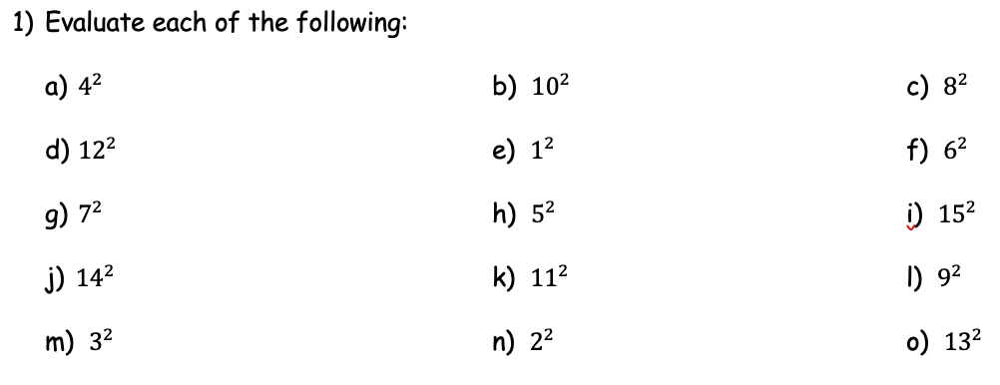 1) Evaluate each of the following:
a) 4² b) 10² c) 8²
d) 12² e) 1² f) 6²
g) 7² h) 5² i) 15²
j) 14² k) 11² l) 9²
m) 3² n) 2² o) 13²